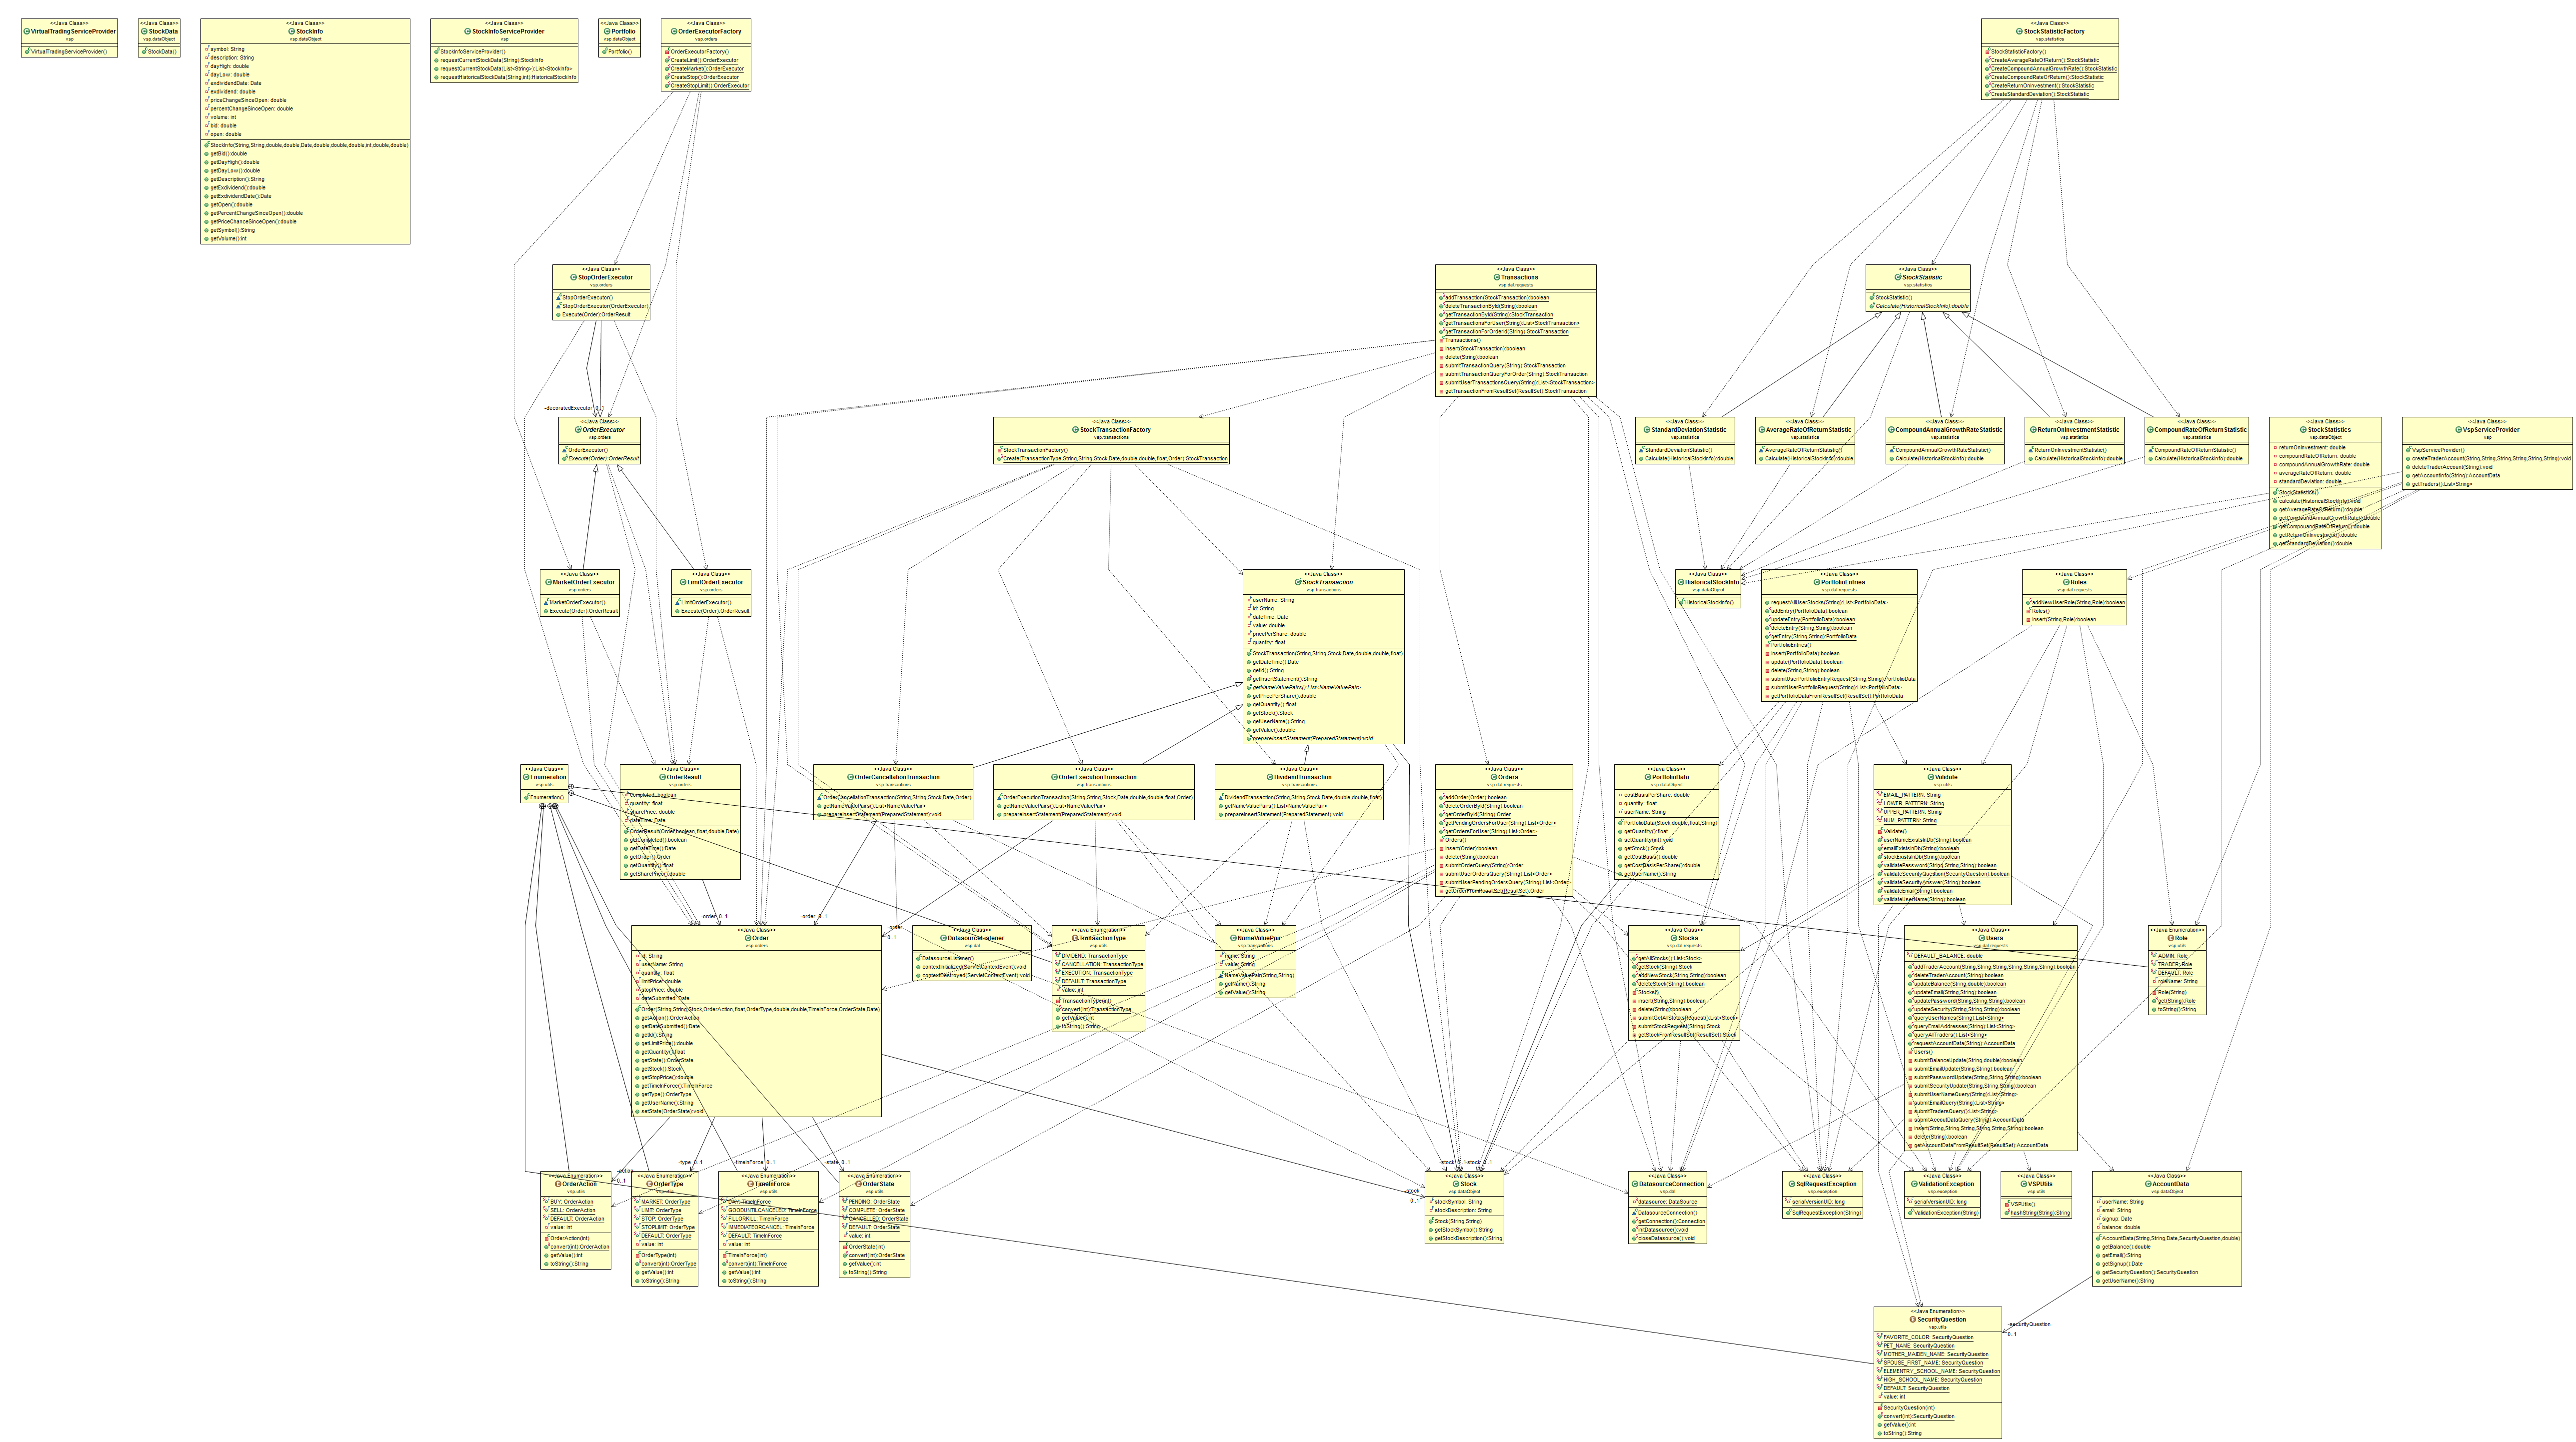 <<Java Class>>
VirtualTradingServiceProvider
vsp
VirtualTradingServiceProvider()
<<Java Class>>
StockData
vsp.dataObject
StockData()
<<Java Class>>
StockInfo
vsp.dataObject
symbol: String
description: String
dayHigh: double
dayLow: double
exdividendDate: Date
exdividend: double
priceChangeSinceOpen: double
percentChangeSinceOpen: double
volume: int
bid: double
open: double
StockInfo(String,String,double,double,Date,double,double,double,int,double,double)
getBid():double
getDayHigh():double
getDayLow():double
getDescription():String
getExdividend():double
getExdividendDate():Date
getOpen():double
getPercentChangeSinceOpen():double
getPriceChanceSinceOpen():double
getSymbol():String
getVolume():int
<<Java Class>>
StockInfoServiceProvider
vsp
StockInfoServiceProvider()
requestCurrentStockData(String):StockInfo
requestCurrentStockData(List<String>):List<StockInfo>
requestHistoricalStockData(String,int):HistoricalStockInfo
<<Java Class>>
Portfolio
vsp.dataObject
Portfolio()
<<Java Class>>
OrderExecutorFactory
vsp.orders
OrderExecutorFactory()
CreateLimit():OrderExecutor
CreateMarket():OrderExecutor
CreateStop():OrderExecutor
CreateStopLimit():OrderExecutor
<<Java Class>>
StockStatisticFactory
vsp.statistics
StockStatisticFactory()
CreateAverageRateOfReturn():StockStatistic
CreateCompoundAnnualGrowthRate():StockStatistic
CreateCompoundRateOfReturn():StockStatistic
CreateReturnOnInvestment():StockStatistic
CreateStandardDeviation():StockStatistic
<<Java Class>>
StopOrderExecutor
vsp.orders
StopOrderExecutor()
StopOrderExecutor(OrderExecutor)
Execute(Order):OrderResult
<<Java Class>>
Transactions
vsp.dal.requests
addTransaction(StockTransaction):boolean
deleteTransactionById(String):boolean
getTransactionById(String):StockTransaction
getTransactionsForUser(String):List<StockTransaction>
getTransactionForOrderId(String):StockTransaction
Transactions()
insert(StockTransaction):boolean
delete(String):boolean
submitTransactionQuery(String):StockTransaction
submitTransactionQueryForOrder(String):StockTransaction
submitUserTransactionsQuery(String):List<StockTransaction>
getTransactionFromResultSet(ResultSet):StockTransaction
<<Java Class>>
StockStatistic
vsp.statistics
StockStatistic()
Calculate(HistoricalStockInfo):double
-decoratedExecutor 0..1
<<Java Class>>
OrderExecutor
vsp.orders
OrderExecutor()
Execute(Order):OrderResult
<<Java Class>>
StockTransactionFactory
vsp.transactions
StockTransactionFactory()
Create(TransactionType,String,String,Stock,Date,double,double,float,Order):StockTransaction
<<Java Class>>
StandardDeviationStatistic
vsp.statistics
StandardDeviationStatistic()
Calculate(HistoricalStockInfo):double
<<Java Class>>
AverageRateOfReturnStatistic
vsp.statistics
AverageRateOfReturnStatistic()
Calculate(HistoricalStockInfo):double
<<Java Class>>
CompoundAnnualGrowthRateStatistic
vsp.statistics
CompoundAnnualGrowthRateStatistic()
Calculate(HistoricalStockInfo):double
<<Java Class>>
ReturnOnInvestmentStatistic
vsp.statistics
ReturnOnInvestmentStatistic()
Calculate(HistoricalStockInfo):double
<<Java Class>>
CompoundRateOfReturnStatistic
vsp.statistics
CompoundRateOfReturnStatistic()
Calculate(HistoricalStockInfo):double
<<Java Class>>
StockStatistics
vsp.dataObject
returnOnInvestment: double
compoundRateOfReturn: double
compoundAnnualGrowthRate: double
averageRateOfReturn: double
standardDeviation: double
StockStatistics()
calculate(HistoricalStockInfo):void
getAverageRateOfReturn():double
getCompoundAnnualGrowthRate():double
getCompouandRateOfReturn():double
getReturnOnInvestment():double
getStandardDeviation():double
<<Java Class>>
VspServiceProvider
vsp
VspServiceProvider()
createTraderAccount(String,String,String,String,String,String):void
deleteTraderAccount(String):void
getAccountInfo(String):AccountData
getTraders():List<String>
<<Java Class>>
MarketOrderExecutor
vsp.orders
MarketOrderExecutor()
Execute(Order):OrderResult
<<Java Class>>
LimitOrderExecutor
vsp.orders
LimitOrderExecutor()
Execute(Order):OrderResult
<<Java Class>>
StockTransaction
vsp.transactions
userName: String
id: String
dateTime: Date
value: double
pricePerShare: double
quantity: float
StockTransaction(String,String,Stock,Date,double,double,float)
getDateTime():Date
getId():String
getInsertStatement():String
getNameValuePairs():List<NameValuePair>
getPricePerShare():double
getQuantity():float
getStock():Stock
getUserName():String
getValue():double
prepareInsertStatement(PreparedStatement):void
<<Java Class>>
HistoricalStockInfo
vsp.dataObject
HistoricalStockInfo()
<<Java Class>>
PortfolioEntries
vsp.dal.requests
requestAllUserStocks(String):List<PortfolioData>
addEntry(PortfolioData):boolean
updateEntry(PortfolioData):boolean
deleteEntry(String,String):boolean
getEntry(String,String):PortfolioData
PortfolioEntries()
insert(PortfolioData):boolean
update(PortfolioData):boolean
delete(String,String):boolean
submitUserPortfolioEntryRequest(String,String):PortfolioData
submitUserPortfolioRequest(String):List<PortfolioData>
getPortfolioDataFromResultSet(ResultSet):PortfolioData
<<Java Class>>
Roles
vsp.dal.requests
addNewUserRole(String,Role):boolean
Roles()
insert(String,Role):boolean
<<Java Class>>
Enumeration
vsp.utils
Enumeration()
<<Java Class>>
OrderResult
vsp.orders
completed: boolean
quantity: float
sharePrice: double
dateTime: Date
OrderResult(Order,boolean,float,double,Date)
getCompleted():boolean
getDateTime():Date
getOrder():Order
getQuantity():float
getSharePrice():double
<<Java Class>>
OrderCancellationTransaction
vsp.transactions
OrderCancellationTransaction(String,String,Stock,Date,Order)
getNameValuePairs():List<NameValuePair>
prepareInsertStatement(PreparedStatement):void
<<Java Class>>
OrderExecutionTransaction
vsp.transactions
OrderExecutionTransaction(String,String,Stock,Date,double,double,float,Order)
getNameValuePairs():List<NameValuePair>
prepareInsertStatement(PreparedStatement):void
<<Java Class>>
DividendTransaction
vsp.transactions
DividendTransaction(String,String,Stock,Date,double,double,float)
getNameValuePairs():List<NameValuePair>
prepareInsertStatement(PreparedStatement):void
<<Java Class>>
Orders
vsp.dal.requests
addOrder(Order):boolean
deleteOrderById(String):boolean
getOrderById(String):Order
getPendingOrdersForUser(String):List<Order>
getOrdersForUser(String):List<Order>
Orders()
insert(Order):boolean
delete(String):boolean
submitOrderQuery(String):Order
submitUserOrdersQuery(String):List<Order>
submitUserPendingOrdersQuery(String):List<Order>
getOrderFromResultSet(ResultSet):Order
<<Java Class>>
PortfolioData
vsp.dataObject
costBasisPerShare: double
quantity: float
userName: String
PortfolioData(Stock,double,float,String)
getQuantity():float
setQuantity(int):void
getStock():Stock
getCostBasis():double
getCostBasisPerShare():double
getUserName():String
<<Java Class>>
Validate
vsp.utils
EMAIL_PATTERN: String
LOWER_PATTERN: String
UPPER_PATTERN: String
NUM_PATTERN: String
Validate()
userNameExistsInDb(String):boolean
emailExistsInDb(String):boolean
stockExistsInDb(String):boolean
validatePassword(String,String,String):boolean
validateSecurityQuestion(SecurityQuestion):boolean
validateSecurityAnswer(String):boolean
validateEmail(String):boolean
validateUserName(String):boolean
-order 0..1
-order 0..1
-order
0..1
<<Java Class>>
Order
vsp.orders
id: String
userName: String
quantity: float
limitPrice: double
stopPrice: double
dateSubmitted: Date
Order(String,String,Stock,OrderAction,float,OrderType,double,double,TimeInForce,OrderState,Date)
getAction():OrderAction
getDateSubmitted():Date
getId():String
getLimitPrice():double
getQuantity():float
getState():OrderState
getStock():Stock
getStopPrice():double
getTimeInForce():TimeInForce
getType():OrderType
getUserName():String
setState(OrderState):void
<<Java Class>>
DatasourceListener
vsp.dal
DatasourceListener()
contextInitialized(ServletContextEvent):void
contextDestroyed(ServletContextEvent):void
<<Java Enumeration>>
TransactionType
vsp.utils
DIVIDEND: TransactionType
CANCELLATION: TransactionType
EXECUTION: TransactionType
DEFAULT: TransactionType
value: int
TransactionType(int)
convert(int):TransactionType
getValue():int
toString():String
<<Java Class>>
NameValuePair
vsp.transactions
name: String
value: String
NameValuePair(String,String)
getName():String
getValue():String
<<Java Class>>
Stocks
vsp.dal.requests
getAllStocks():List<Stock>
getStock(String):Stock
addNewStock(String,String):boolean
deleteStock(String):boolean
Stocks()
insert(String,String):boolean
delete(String):boolean
submitGetAllStocksRequest():List<Stock>
submitStockRequest(String):Stock
getStockFromResultSet(ResultSet):Stock
<<Java Class>>
Users
vsp.dal.requests
DEFAULT_BALANCE: double
addTraderAccount(String,String,String,String,String,String):boolean
deleteTraderAccount(String):boolean
updateBalance(String,double):boolean
updateEmail(String,String):boolean
updatePassword(String,String,String):boolean
updateSecurity(String,String,String):boolean
queryUserNames(String):List<String>
queryEmailAddresses(String):List<String>
queryAllTraders():List<String>
requestAccountData(String):AccountData
Users()
submitBalanceUpdate(String,double):boolean
submitEmailUpdate(String,String):boolean
submitPasswordUpdate(String,String,String):boolean
submitSecurityUpdate(String,String,String):boolean
submitUserNameQuery(String):List<String>
submitEmailQuery(String):List<String>
submitTradersQuery():List<String>
submitAccoutDataQuery(String):AccountData
insert(String,String,String,String,String,String):boolean
delete(String):boolean
getAccountDataFromResultSet(ResultSet):AccountData
<<Java Enumeration>>
Role
vsp.utils
ADMIN: Role
TRADER: Role
DEFAULT: Role
roleName: String
Role(String)
get(String):Role
toString():String
-action
0..1
-type 0..1
-timeInForce 0..1
-state 0..1
-stock 0..1
-stock 0..1
-stock
0..1
<<Java Enumeration>>
OrderAction
vsp.utils
BUY: OrderAction
SELL: OrderAction
DEFAULT: OrderAction
value: int
OrderAction(int)
convert(int):OrderAction
getValue():int
toString():String
<<Java Enumeration>>
OrderType
vsp.utils
MARKET: OrderType
LIMIT: OrderType
STOP: OrderType
STOPLIMIT: OrderType
DEFAULT: OrderType
value: int
OrderType(int)
convert(int):OrderType
getValue():int
toString():String
<<Java Enumeration>>
TimeInForce
vsp.utils
DAY: TimeInForce
GOODUNTILCANCELED: TimeInForce
FILLORKILL: TimeInForce
IMMEDIATEORCANCEL: TimeInForce
DEFAULT: TimeInForce
value: int
TimeInForce(int)
convert(int):TimeInForce
getValue():int
toString():String
<<Java Enumeration>>
OrderState
vsp.utils
PENDING: OrderState
COMPLETE: OrderState
CANCELLED: OrderState
DEFAULT: OrderState
value: int
OrderState(int)
convert(int):OrderState
getValue():int
toString():String
<<Java Class>>
Stock
vsp.dataObject
stockSymbol: String
stockDescription: String
Stock(String,String)
getStockSymbol():String
getStockDescription():String
<<Java Class>>
DatasourceConnection
vsp.dal
datasource: DataSource
DatasourceConnection()
getConnection():Connection
initDatasource():void
closeDatasource():void
<<Java Class>>
SqlRequestException
vsp.exception
serialVersionUID: long
SqlRequestException(String)
<<Java Class>>
ValidationException
vsp.exception
serialVersionUID: long
ValidationException(String)
<<Java Class>>
VSPUtils
vsp.utils
VSPUtils()
hashString(String):String
<<Java Class>>
AccountData
vsp.dataObject
userName: String
email: String
signup: Date
balance: double
AccountData(String,String,Date,SecurityQuestion,double)
getBalance():double
getEmail():String
getSignup():Date
getSecurityQuestion():SecurityQuestion
getUserName():String
-securityQuestion
0..1
<<Java Enumeration>>
SecurityQuestion
vsp.utils
FAVORITE_COLOR: SecurityQuestion
PET_NAME: SecurityQuestion
MOTHER_MAIDEN_NAME: SecurityQuestion
SPOUSE_FIRST_NAME: SecurityQuestion
ELEMENTRY_SCHOOL_NAME: SecurityQuestion
HIGH_SCHOOL_NAME: SecurityQuestion
DEFAULT: SecurityQuestion
value: int
SecurityQuestion(int)
convert(int):SecurityQuestion
getValue():int
toString():String